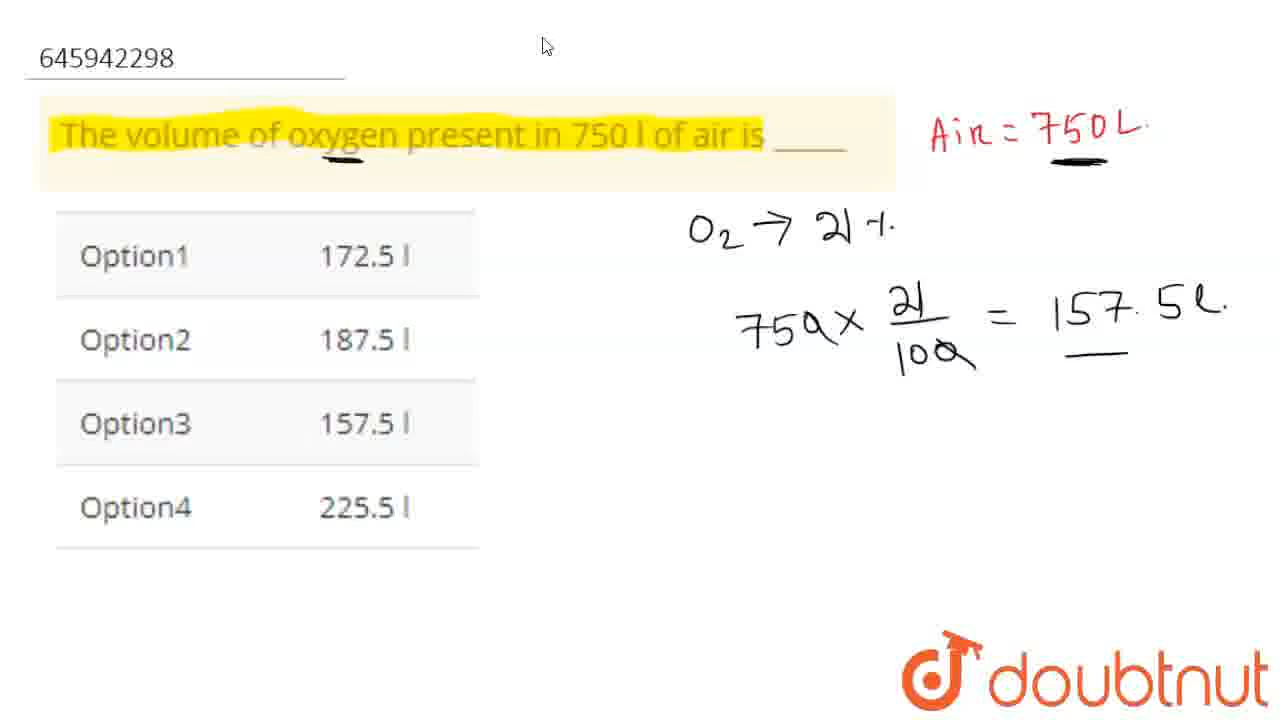 645942298
The volume of oxygen present in 750 l of air is _____
Air = 750L.
Option1 172.5 l
O2 → 21%
Option2 187.5 l
750 × 21/100 = 157.5l.
Option3 157.5 l
Option4 225.5 l
doubtnut